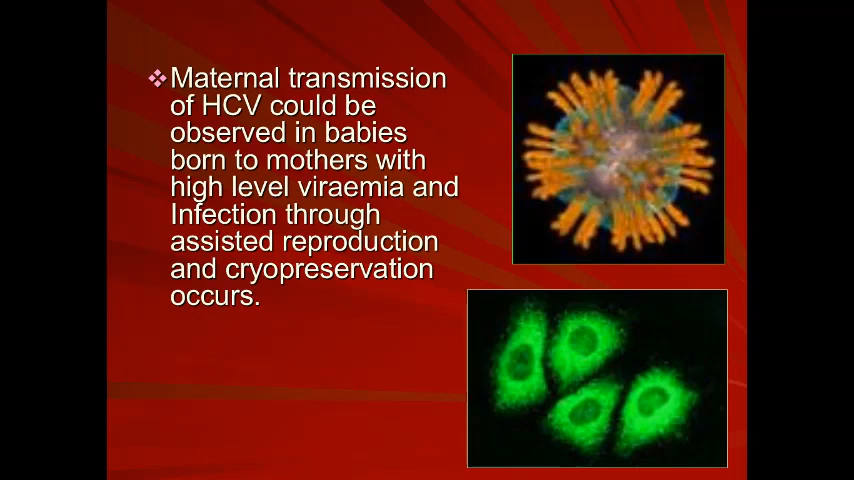 Maternal transmission
of HCV could be
observed in babies
born to mothers with
high level viraemia and
Infection through
assisted reproduction
and cryopreservation
occurs.